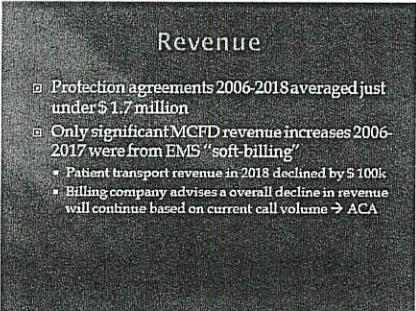 Revenue
Protection agreements 2006-2018 averaged just
under $ 1.7 million
Only significant MCFD revenue increases 2006-
2017 were from EMS "soft-billing"
Patient transport revenue in 2018 declined by $ 100k
Billing company advises a overall decline in revenue
will continue based on current call volume → ACA